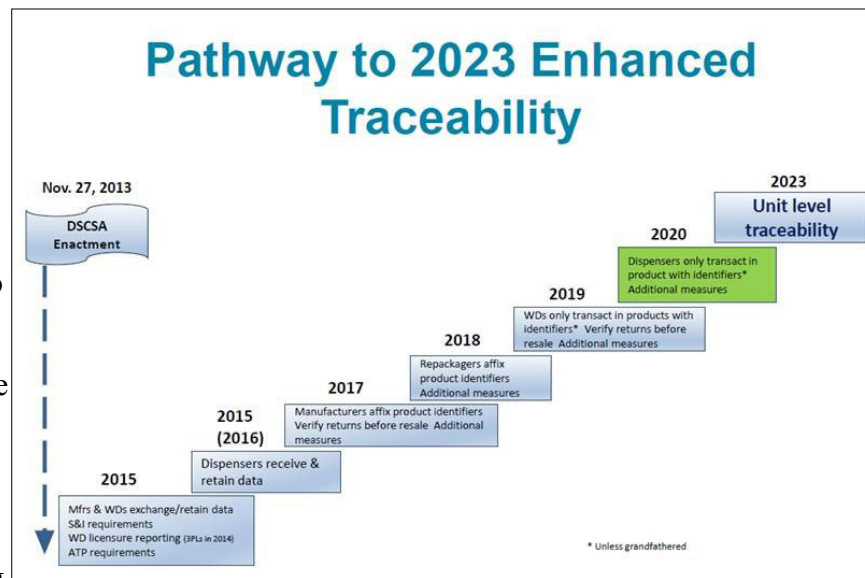 Pathway to 2023 Enhanced
Traceability
Nov. 27, 2013
DSCSA
Enactment
2023
Unit level
traceability
2020
Dispensers only transact in
product with identifiers*
Additional measures
2019
WDs only transact in products with
identifiers* Verify returns before
resale Additional measures
2018
Repackagers affix
product identifiers
Additional measures
2017
Manufacturers affix product identifiers
Verify returns before resale Additional
measures
2015
(2016)
Dispensers receive &
retain data
2015
Mfrs & WDs exchange/retain data
S&I requirements
WD licensure reporting (3PLs in 2014)
ATP requirements
* Unless grandfathered
e